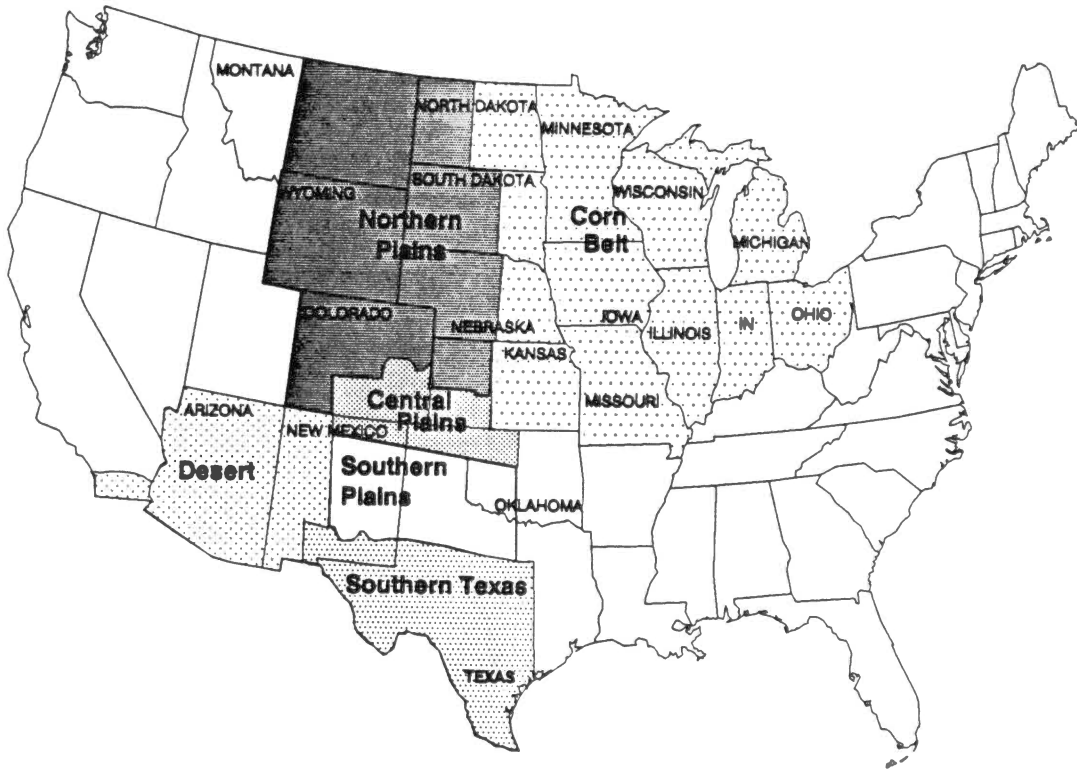 MONTANA
NORTH DAKOTA
MINNESOTA
SOUTH DAKOTA
WYOMING
WISCONSIN
Northern
Plains
Corn
Belt
MICHIGAN
COLORADO
NEBRASKA
IOWA
ILLINOIS
IN
OHIO
KANSAS
Central
Plains
MISSOURI
ARIZONA
NEW MEXICO
Desert
Southern
Plains
OKLAHOMA
Southern Texas
TEXAS